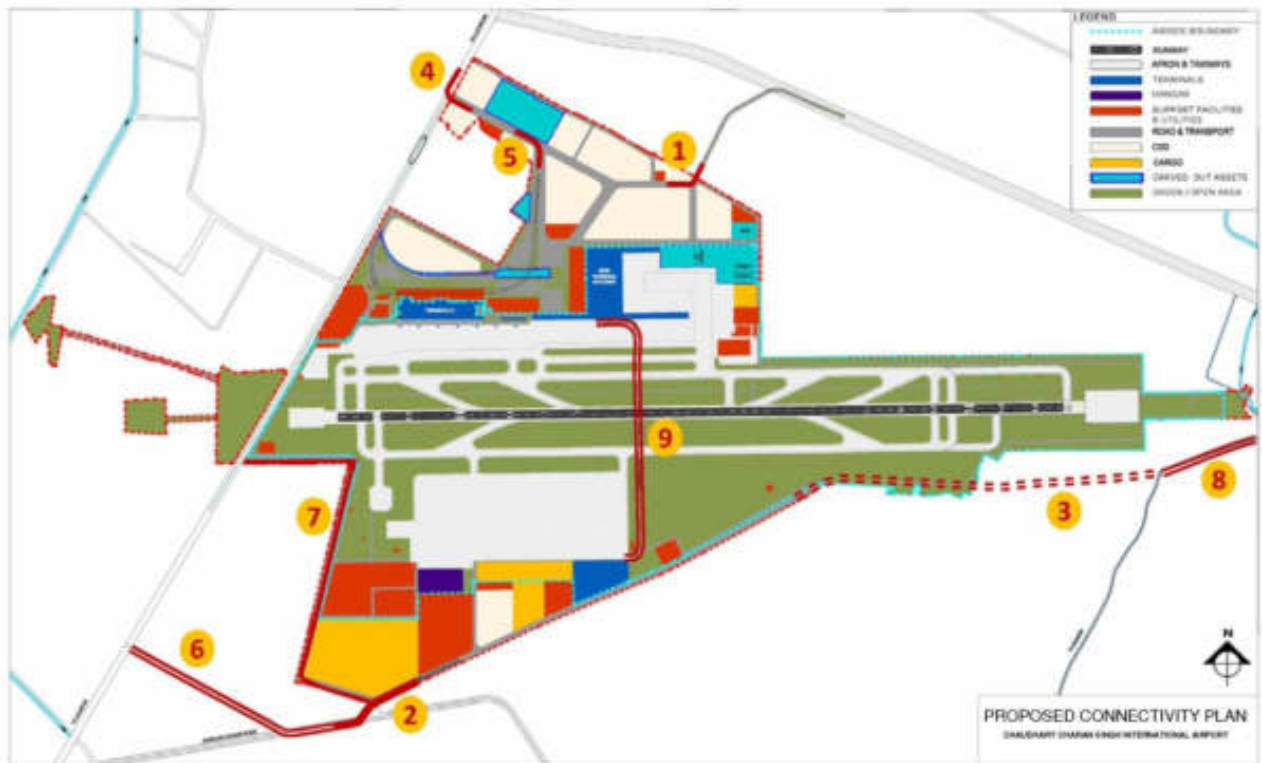 LEGEND
AIRSIDE BOUNDARY
RUNWAY
APRON & TAXIWAYS
TERMINALS
HANGAR
SUPPORT FACILITIES
& UTILITIES
ROAD & TRANSPORT
CSD
CARGO
CARVED OUT ASSETS
GREEN / OPEN AREA
4
5
1
9
7
3
8
6
2
N
PROPOSED CONNECTIVITY PLAN
CHAUDHARY CHARAN SINGH INTERNATIONAL AIRPORT